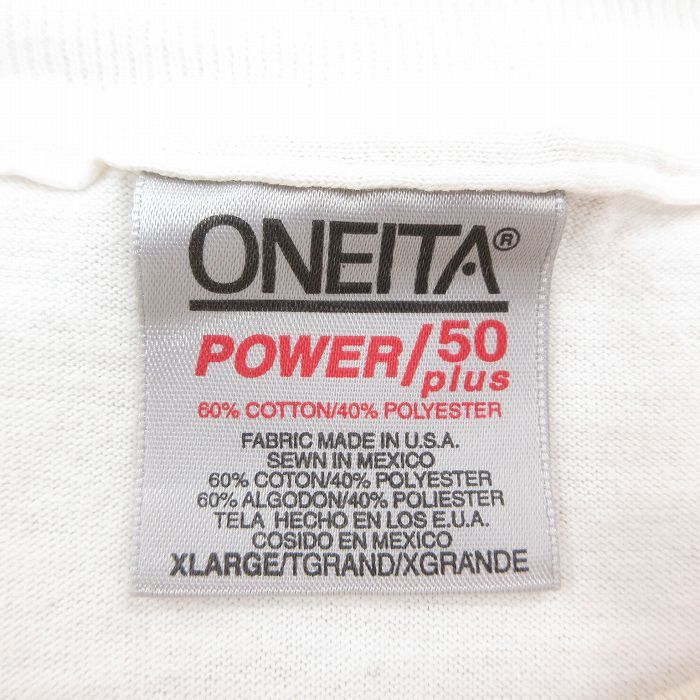 ONEITA®
POWER/50 plus
60% COTTON/40% POLYESTER
FABRIC MADE IN U.S.A.
SEWN IN MEXICO
60% COTON/40% POLYESTER
60% ALGODON/40% POLIESTER
TELA HECHO EN LOS E.U.A.
COSIDO EN MEXICO
XLARGE/TGRAND/XGRANDE